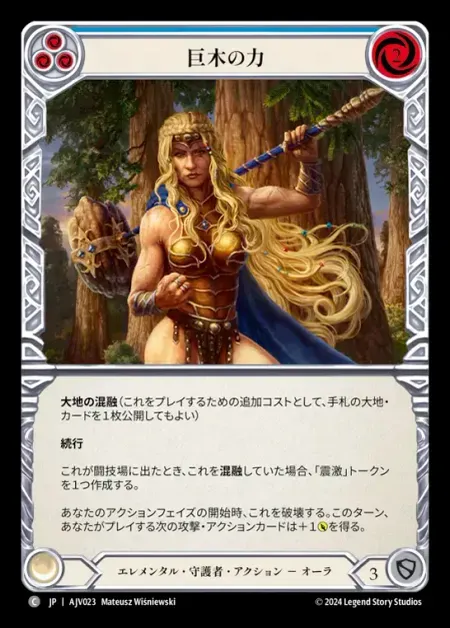 巨木の力
2
大地の混融(これをプレイするための追加コストとして、手札の大地・
カードを1枚公開してもよい)
続行
これが闘技場に出たとき、これを混融していた場合、「震激」トークン
を1つ作成する。
あなたのアクションフェイズの開始時、これを破壊する。このターン、
あなたがプレイする次の攻撃・アクションカードは+1を得る。
エレメンタル・守護者・アクション － オーラ
3
C JP | AJV023 Mateusz Wiśniewski
© 2024 Legend Story Studios